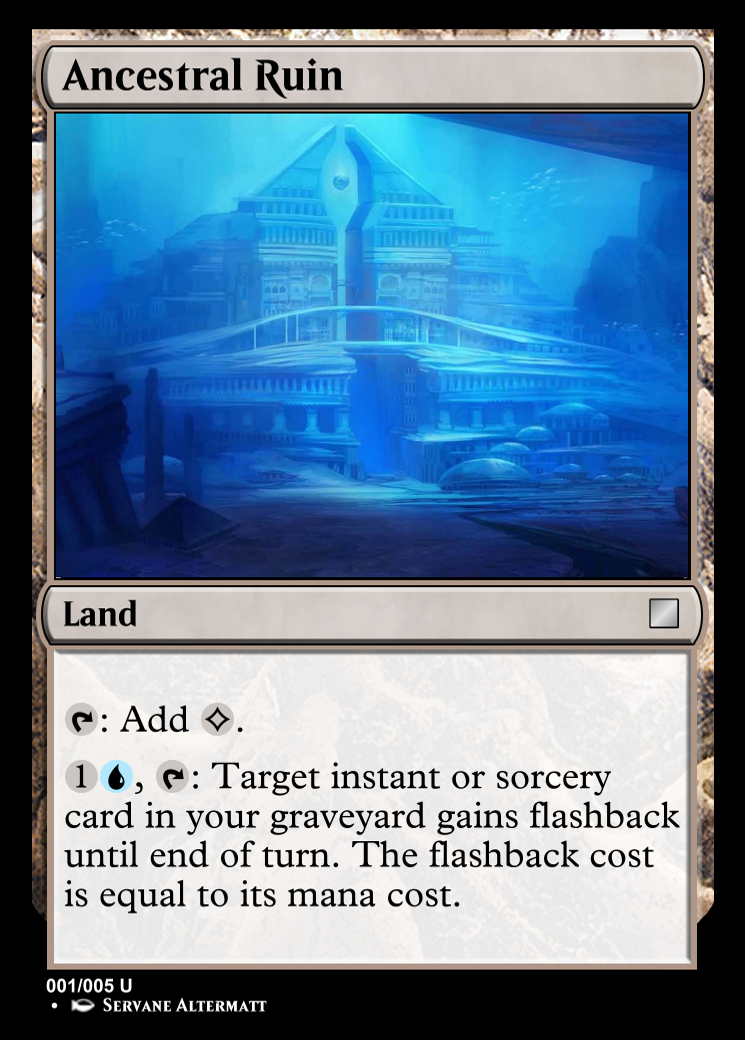 Ancestral Ruin
Land
: Add .
1, : Target instant or sorcery
card in your graveyard gains flashback
until end of turn. The flashback cost
is equal to its mana cost.
001/005 U
• Servane Altermatt